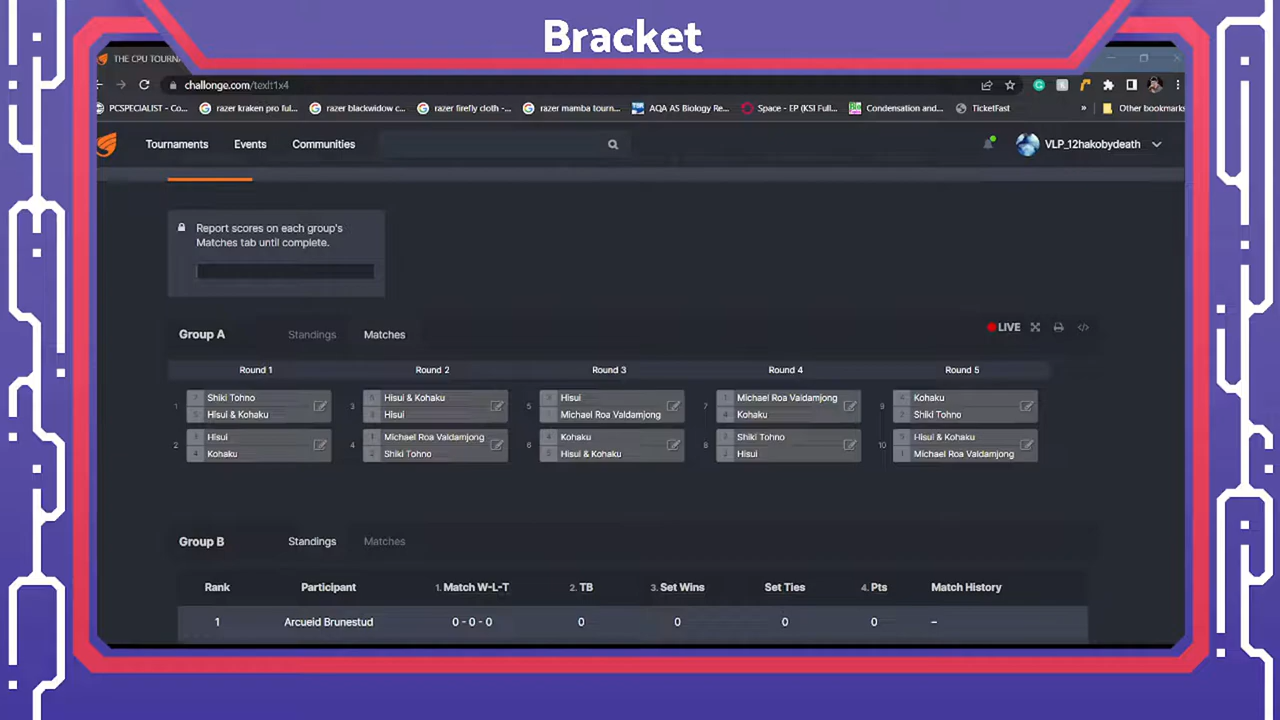 Bracket
THE CPU TOURN
challonge.com/texlt1x4
PCSPECIALIST - Co...
razer kraken pro ful...
razer blackwidow c...
razer firefly cloth -...
razer mamba tourn...
AQA AS Biology Re...
Space - EP (KSI Full...
Condensation and...
TicketFast
»
Other bookmarks
Tournaments
Events
Communities
VLP_12hakobydeath
Report scores on each group's
Matches tab until complete.
Group A
Standings
Matches
LIVE
Round 1
Round 2
Round 3
Round 4
Round 5
1
Shiki Tohno
Hisui & Kohaku
2
Hisui
Kohaku
3
Hisui & Kohaku
Hisui
4
Michael Roa Valdamjong
Shiki Tohno
5
Hisui
Michael Roa Valdamjong
6
Kohaku
Hisui & Kohaku
7
Michael Roa Valdamjong
Kohaku
8
Shiki Tohno
Hisui
9
Kohaku
Shiki Tohno
10
Hisui & Kohaku
Michael Roa Valdamjong
Group B
Standings
Matches
Rank
Participant
1. Match W-L-T
2. TB
3. Set Wins
Set Ties
4. Pts
Match History
1
Arcueid Brunestud
0 - 0 - 0
0
0
0
0
–